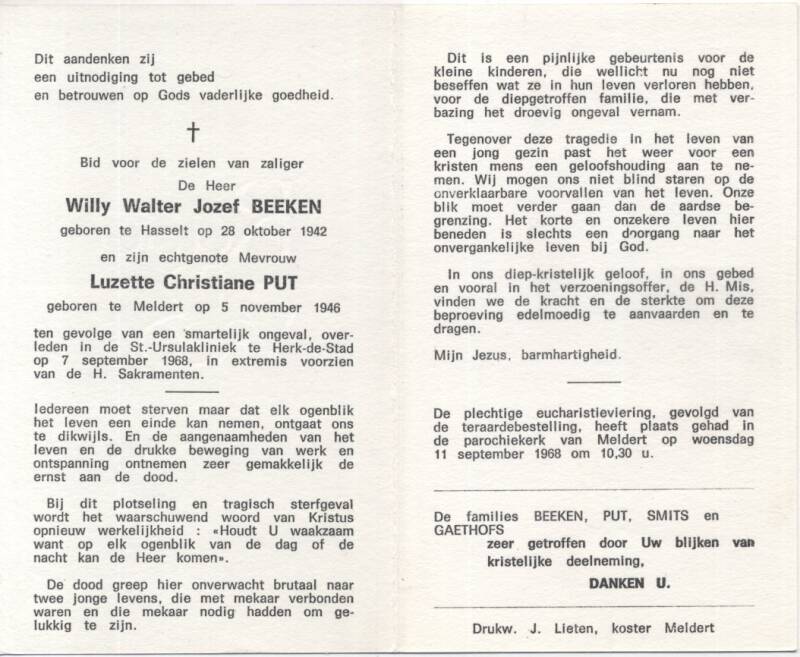 Dit aandenken zij
een uitnodiging tot gebed
en betrouwen op Gods vaderlijke goedheid.
Bid voor de zielen van zaliger
De Heer
Willy Walter Jozef BEEKEN
geboren te Hasselt op 28 oktober 1942
en zijn echtgenote Mevrouw
Luzette Christiane PUT
geboren te Meldert op 5 november 1946
ten gevolge van een smartelijk ongeval, over-
leden in de St.-Ursulakliniek te Herk-de-Stad
op 7 september 1968, in extremis voorzien
van de H. Sakramenten.
Iedereen moet sterven maar dat elk ogenblik
het leven een einde kan nemen, ontgaat ons
te dikwijls. En de aangenaamheden van het
leven en de drukke beweging van werk en
ontspanning ontnemen zeer gemakkelijk de
ernst aan de dood.
Bij dit plotseling en tragisch sterfgeval
wordt het waarschuwend woord van Kristus
opnieuw werkelijkheid : «Houdt U waakzaam
want op elk ogenblik van de dag of de
nacht kan de Heer komen».
De dood greep hier onverwacht brutaal naar
twee jonge levens, die met mekaar verbonden
waren en die mekaar nodig hadden om ge-
lukkig te zijn.
Dit is een pijnlijke gebeurtenis voor de
kleine kinderen, die wellicht nu nog niet
beseffen wat ze in hun leven verloren hebben,
voor de diepgetroffen familie, die met ver-
bazing het droevig ongeval vernam.
Tegenover deze tragedie in het leven van
een jong gezin past het weer voor een
kristen mens een geloofshouding aan te ne-
men. Wij mogen ons niet blind staren op de
onverklaarbare voorvallen van het leven. Onze
blik moet verder gaan dan de aardse be-
grenzing. Het korte en onzekere leven hier
beneden is slechts een doorgang naar het
onvergankelijke leven bij God.
In ons diep-kristelijk geloof, in ons gebed
en vooral in het verzoeningsoffer, de H. Mis,
vinden we de kracht en de sterkte om deze
beproeving edelmoedig te aanvaarden en te
dragen.
Mijn Jezus, barmhartigheid.
De plechtige eucharistieviering, gevolgd van
de teraardebestelling, heeft plaats gehad in
de parochiekerk van Meldert op woensdag
11 september 1968 om 10,30 u.
De families BEEKEN, PUT, SMITS en
GAETHOFS
zeer getroffen door Uw blijken van
kristelijke deelneming,
DANKEN U.
Drukw. J. Lieten, koster Meldert